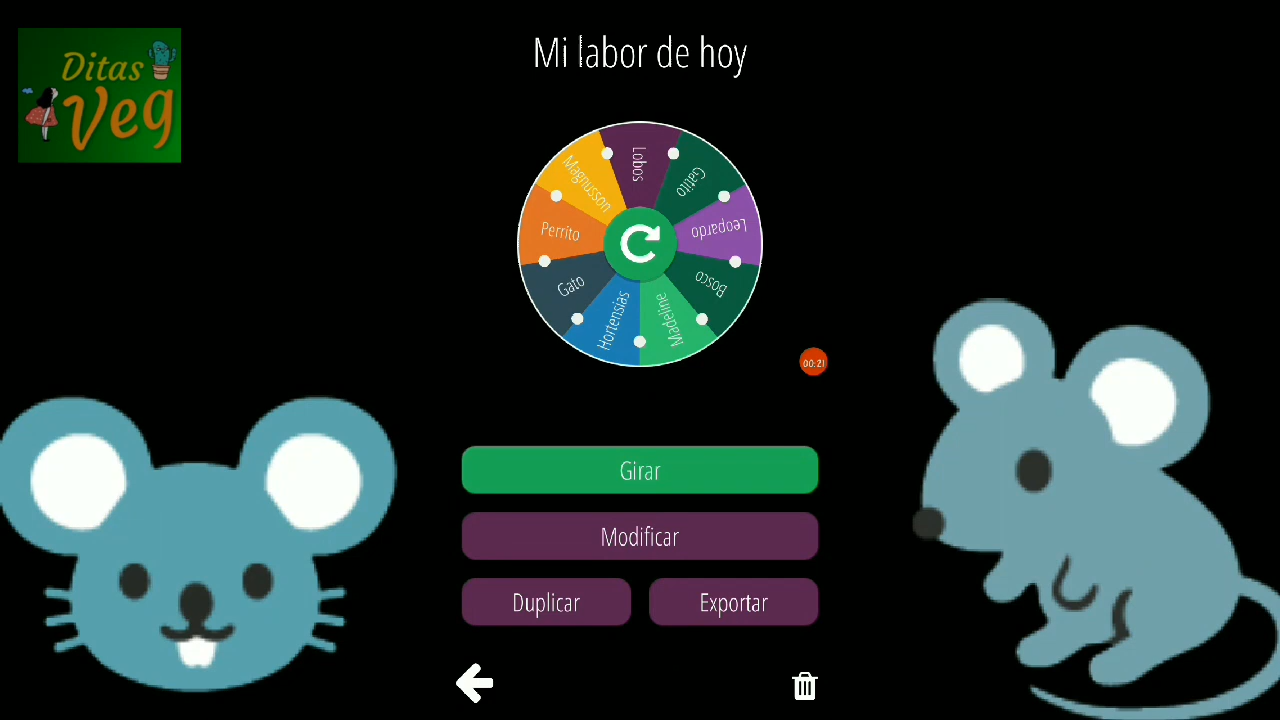 Ditas
Veg
Mi labor de hoy
Lobos
Gatito
Leopardo
Bosco
Madeline
Hortensias
Gato
Perrito
Magnusson
00:21
Girar
Modificar
Duplicar
Exportar